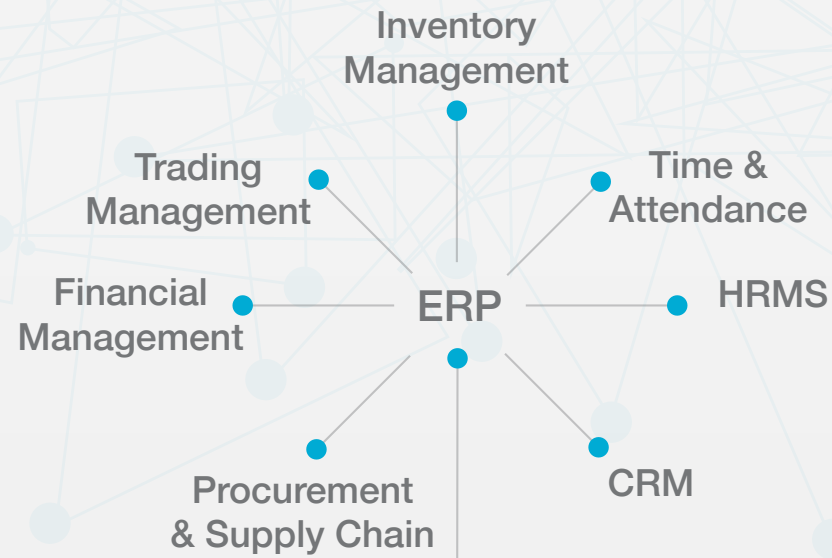 Inventory
Management
Trading
Management
Time &
Attendance
Financial
Management
ERP
HRMS
Procurement
& Supply Chain
CRM